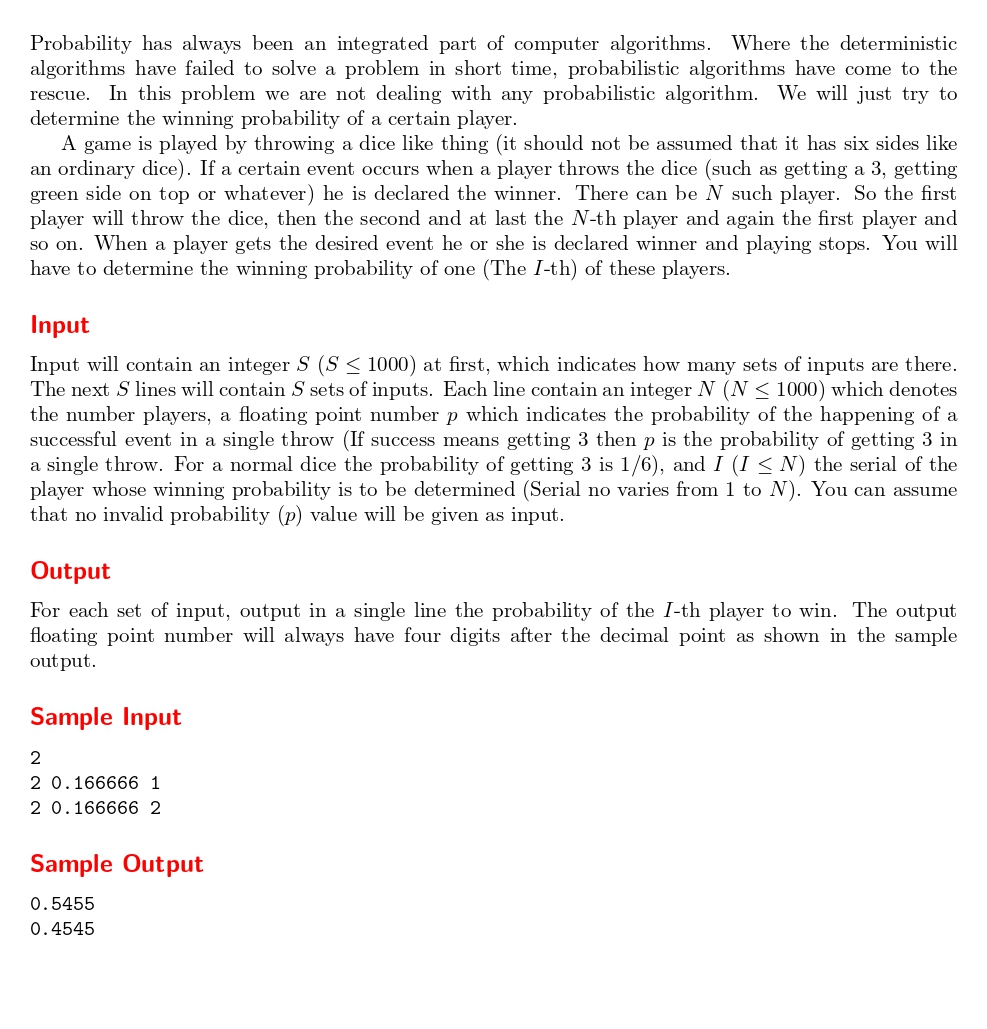 Probability has always been an integrated part of computer algorithms. Where the deterministic
algorithms have failed to solve a problem in short time, probabilistic algorithms have come to the
rescue. In this problem we are not dealing with any probabilistic algorithm. We will just try to
determine the winning probability of a certain player.
A game is played by throwing a dice like thing (it should not be assumed that it has six sides like
an ordinary dice). If a certain event occurs when a player throws the dice (such as getting a 3, getting
green side on top or whatever) he is declared the winner. There can be N such player. So the first
player will throw the dice, then the second and at last the N-th player and again the first player and
so on. When a player gets the desired event he or she is declared winner and playing stops. You will
have to determine the winning probability of one (The I-th) of these players.
Input
Input will contain an integer S (S ≤ 1000) at first, which indicates how many sets of inputs are there.
The next S lines will contain S sets of inputs. Each line contain an integer N (N ≤ 1000) which denotes
the number players, a floating point number p which indicates the probability of the happening of a
successful event in a single throw (If success means getting 3 then p is the probability of getting 3 in
a single throw. For a normal dice the probability of getting 3 is 1/6), and I (I ≤ N) the serial of the
player whose winning probability is to be determined (Serial no varies from 1 to N). You can assume
that no invalid probability (p) value will be given as input.
Output
For each set of input, output in a single line the probability of the I-th player to win. The output
floating point number will always have four digits after the decimal point as shown in the sample
output.
Sample Input
2
2 0.166666 1
2 0.166666 2
Sample Output
0.5455
0.4545